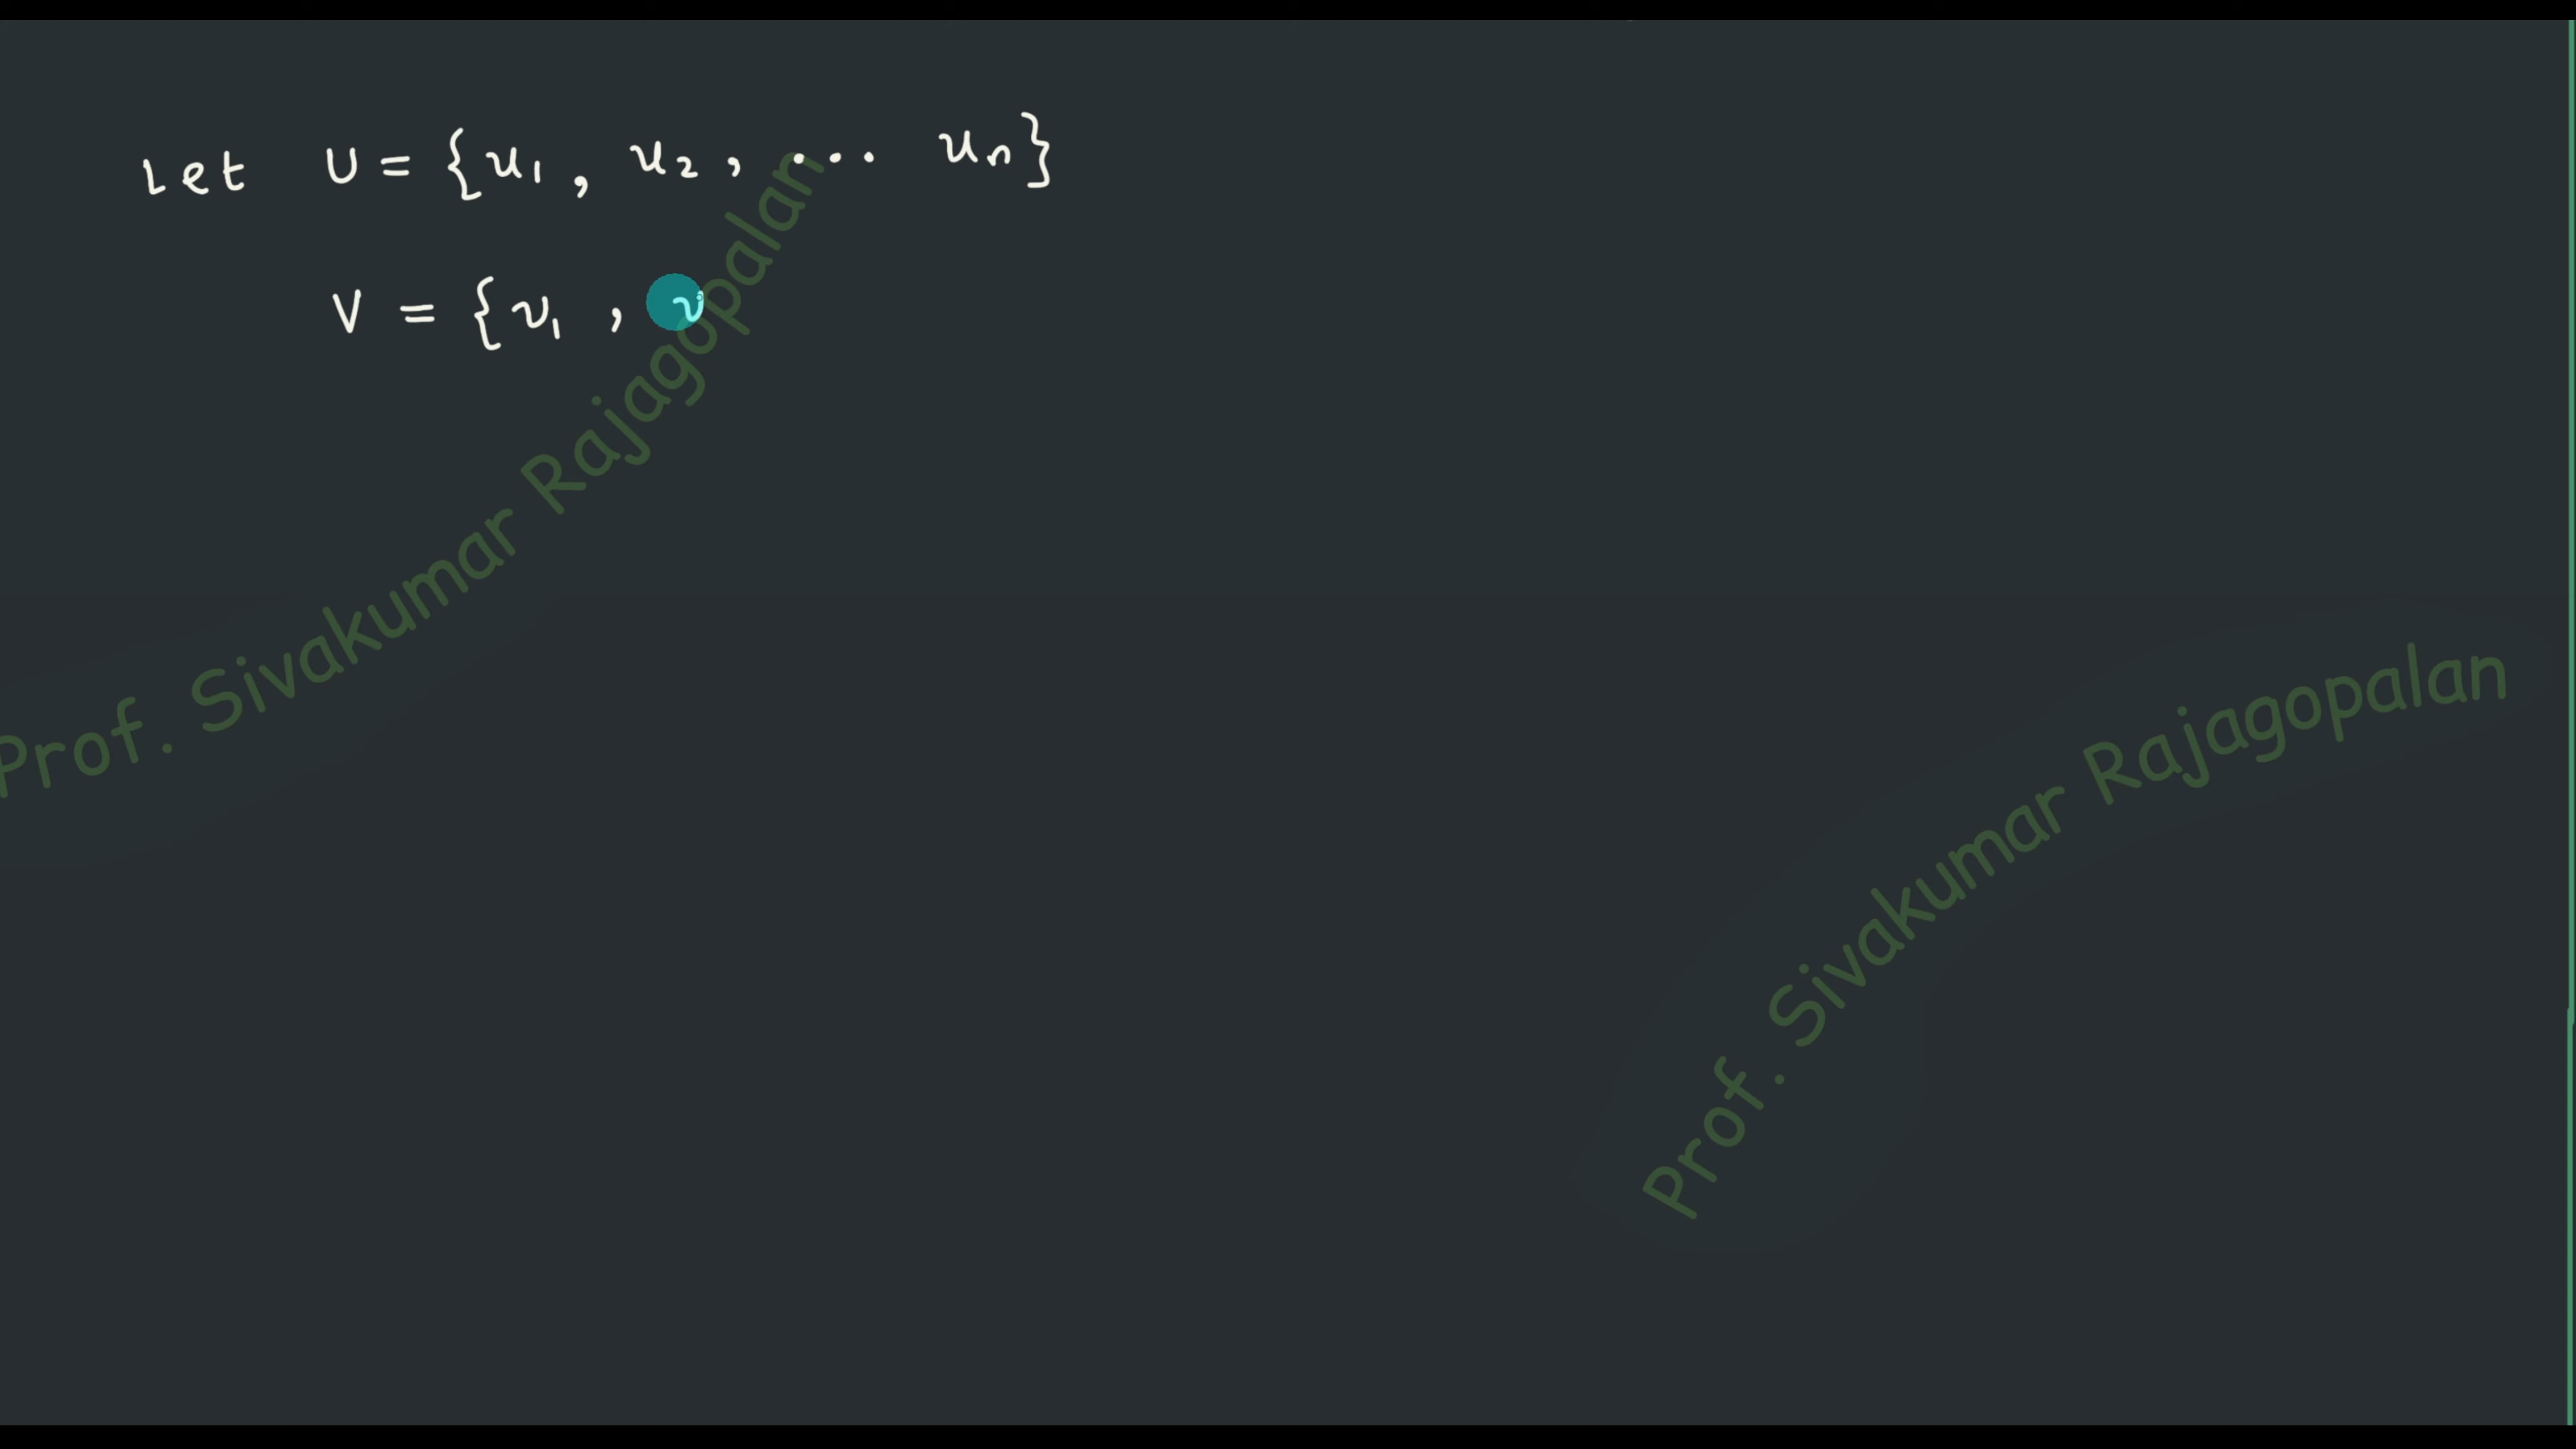 Let U = {u₁, u₂, ... uₙ}
V = {v₁, v
Prof. Sivakumar Rajagopalan
Prof. Sivakumar Rajagopalan